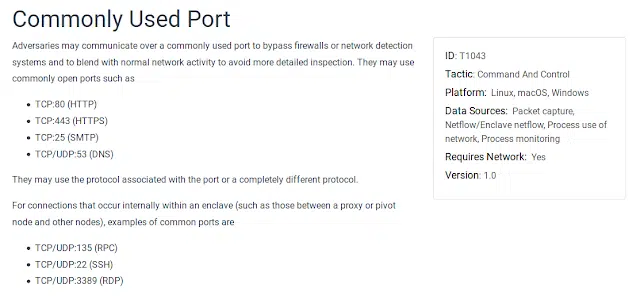 Commonly Used Port
Adversaries may communicate over a commonly used port to bypass firewalls or network detection
systems and to blend with normal network activity to avoid more detailed inspection. They may use
commonly open ports such as
• TCP:80 (HTTP)
• TCP:443 (HTTPS)
• TCP:25 (SMTP)
• TCP/UDP:53 (DNS)
They may use the protocol associated with the port or a completely different protocol.
For connections that occur internally within an enclave (such as those between a proxy or pivot
node and other nodes), examples of common ports are
• TCP/UDP:135 (RPC)
• TCP/UDP:22 (SSH)
• TCP/UDP:3389 (RDP)
ID: T1043
Tactic: Command And Control
Platform: Linux, macOS, Windows
Data Sources: Packet capture,
Netflow/Enclave netflow, Process use of
network, Process monitoring
Requires Network: Yes
Version: 1.0